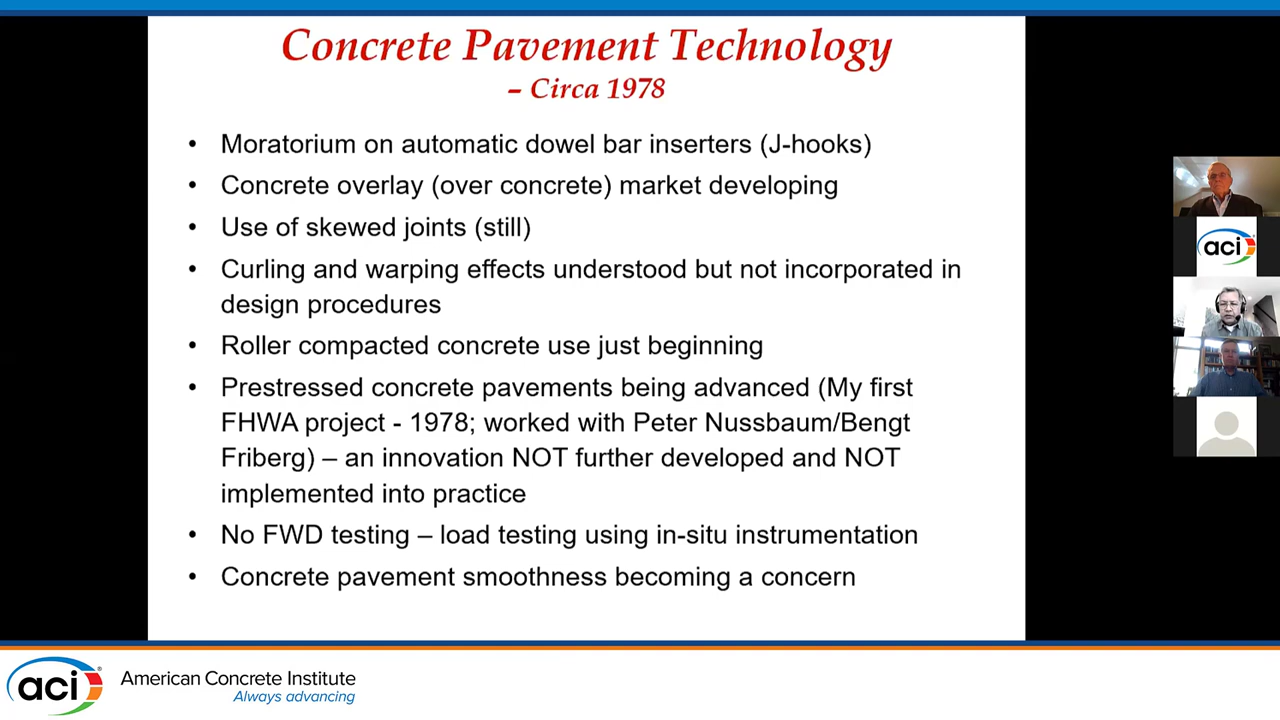 Concrete Pavement Technology
– Circa 1978
• Moratorium on automatic dowel bar inserters (J-hooks)
• Concrete overlay (over concrete) market developing
• Use of skewed joints (still)
• Curling and warping effects understood but not incorporated in
design procedures
• Roller compacted concrete use just beginning
• Prestressed concrete pavements being advanced (My first
FHWA project - 1978; worked with Peter Nussbaum/Bengt
Friberg) – an innovation NOT further developed and NOT
implemented into practice
• No FWD testing – load testing using in-situ instrumentation
• Concrete pavement smoothness becoming a concern
aci
aci®
American Concrete Institute
Always advancing